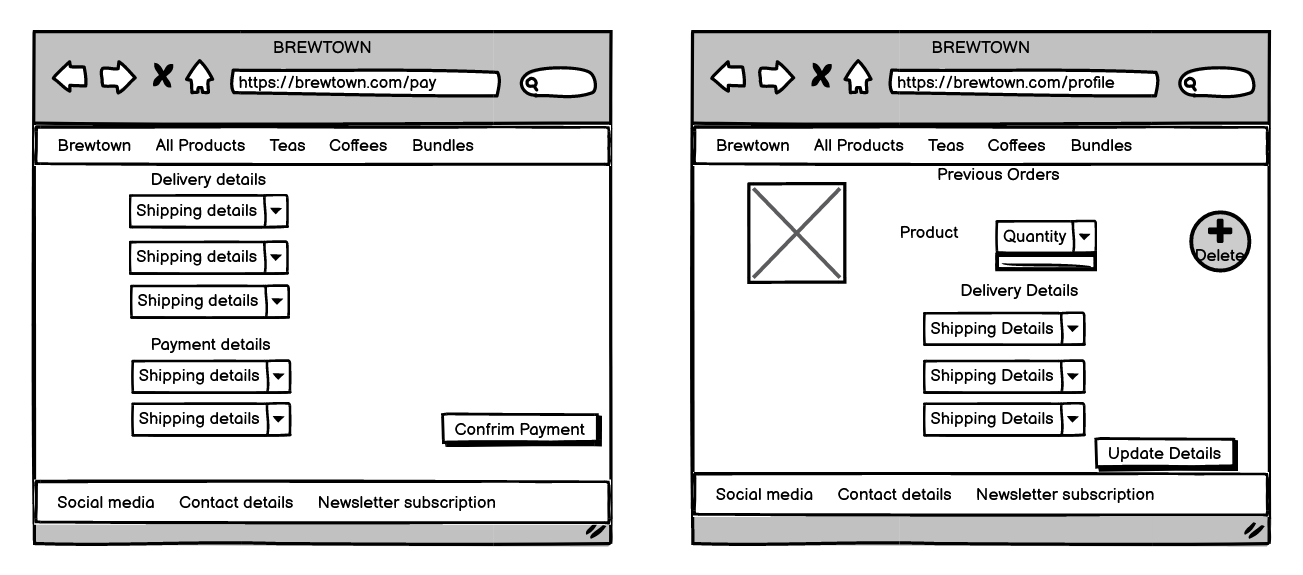 BREWTOWN
https://brewtown.com/pay
Brewtown All Products Teas Coffees Bundles
Delivery details
Shipping details
Shipping details
Shipping details
Payment details
Shipping details
Shipping details
Confrim Payment
Social media Contact details Newsletter subscription
BREWTOWN
https://brewtown.com/profile
Brewtown All Products Teas Coffees Bundles
Previous Orders
Product Quantity
Delete
Delivery Details
Shipping Details
Shipping Details
Shipping Details
Update Details
Social media Contact details Newsletter subscription